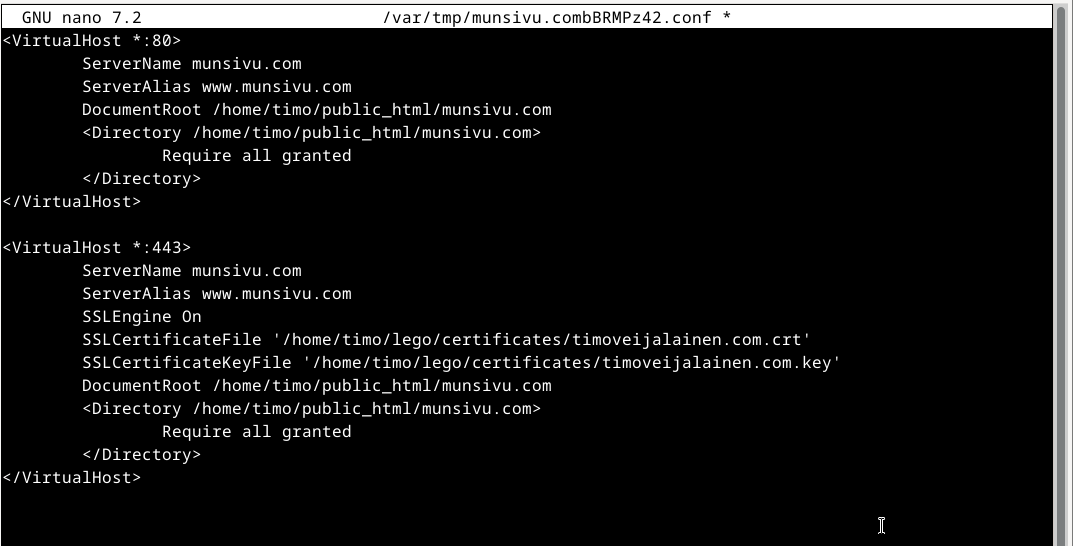 GNU nano 7.2 /var/tmp/munsivu.combBRMPz42.conf *
<VirtualHost *:80>
        ServerName munsivu.com
        ServerAlias www.munsivu.com
        DocumentRoot /home/timo/public_html/munsivu.com
        <Directory /home/timo/public_html/munsivu.com>
                Require all granted
        </Directory>
</VirtualHost>

<VirtualHost *:443>
        ServerName munsivu.com
        ServerAlias www.munsivu.com
        SSLEngine On
        SSLCertificateFile '/home/timo/lego/certificates/timoveijalainen.com.crt'
        SSLCertificateKeyFile '/home/timo/lego/certificates/timoveijalainen.com.key'
        DocumentRoot /home/timo/public_html/munsivu.com
        <Directory /home/timo/public_html/munsivu.com>
                Require all granted
        </Directory>
</VirtualHost>